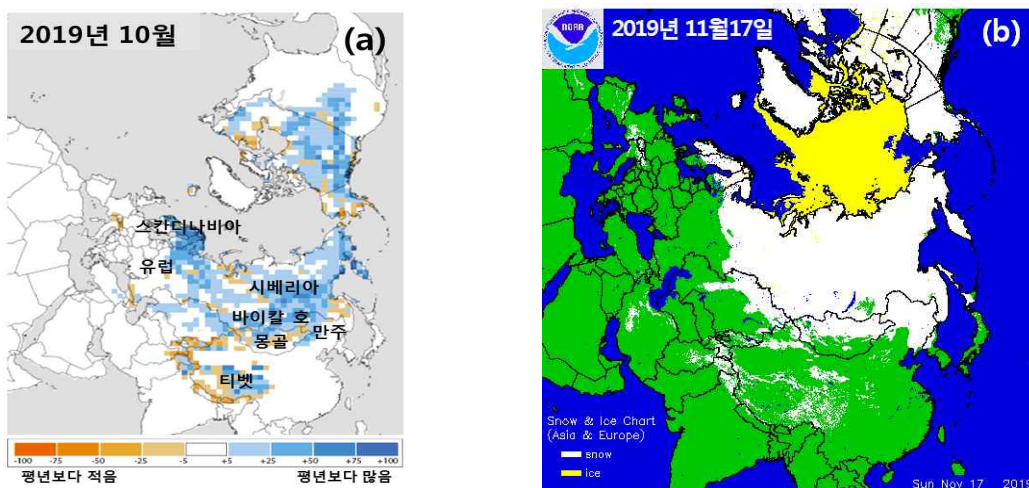 2019년 10월
(a)
스칸디나비아
유럽
시베리아
바이칼 호
몽골
만주
티벳
-100 -75 -50 -25 -5 +5 +25 +50 +75 +100
평년보다 적음 평년보다 많음
NOAA
2019년 11월17일
(b)
Snow & Ice Chart
(Asia & Europe)
snow
ice
Sun Nov 17 2019